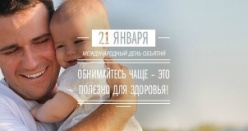 21 ЯНВАРЯ
МЕЖДУНАРОДНЫЙ ДЕНЬ ОБЪЯТИЙ
ОБНИМАЙТЕСЬ ЧАЩЕ – ЭТО
ПОЛЕЗНО ДЛЯ ЗДОРОВЬЯ!